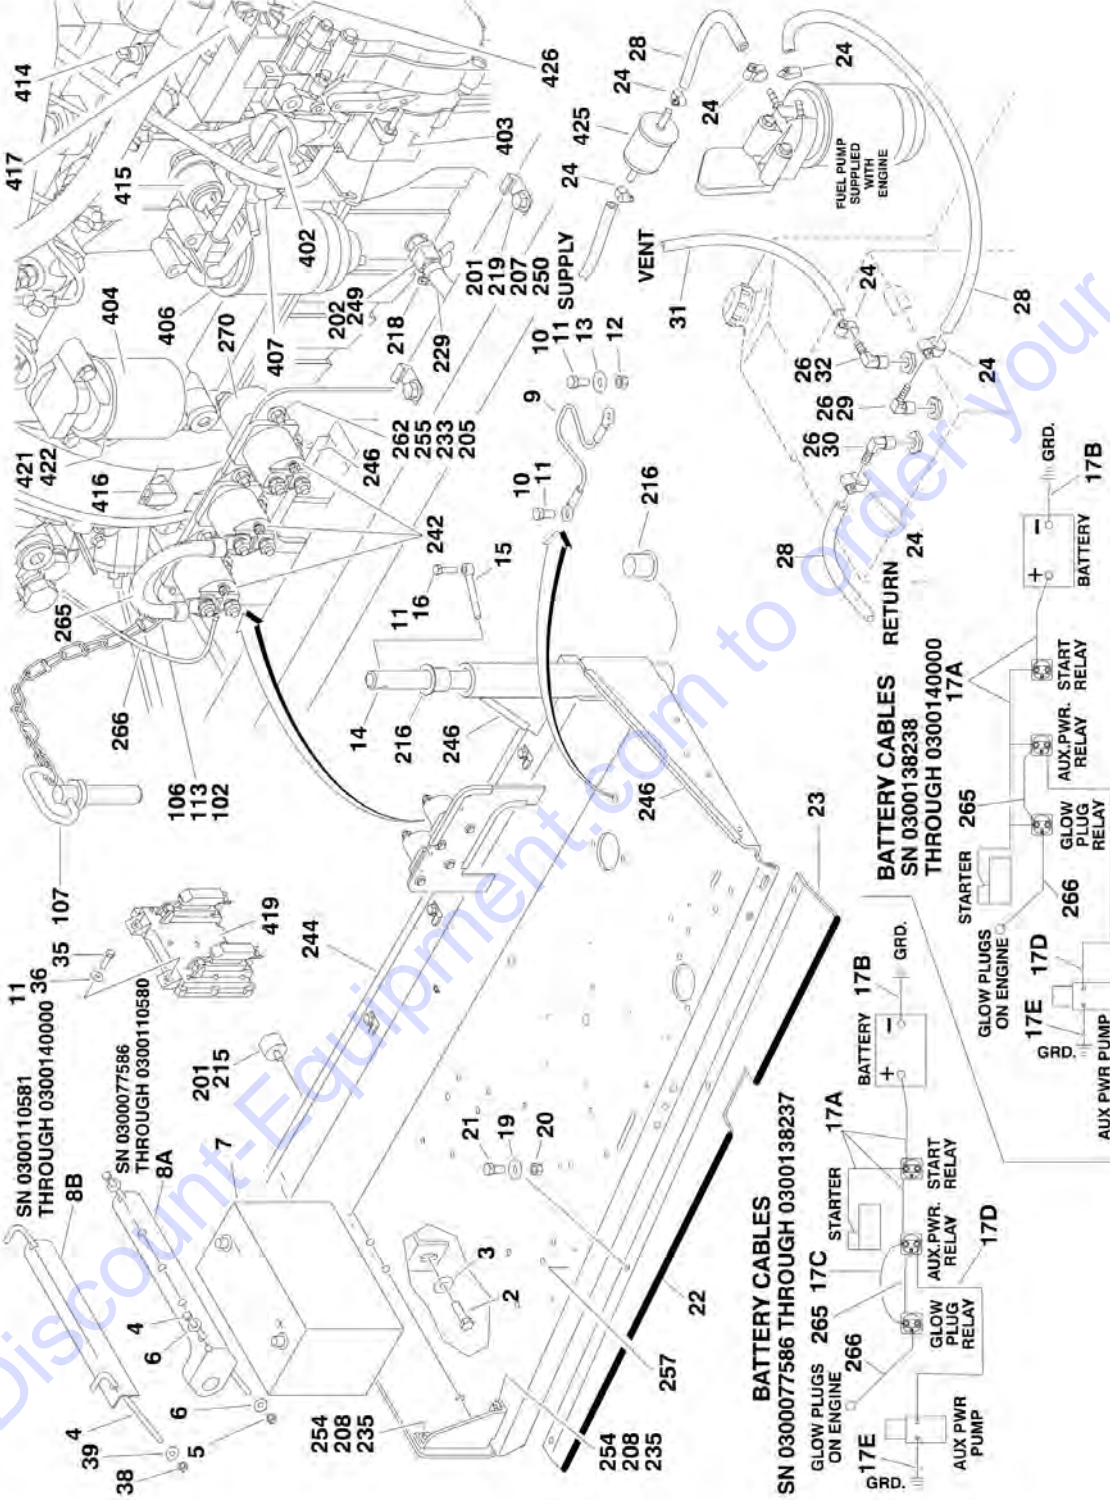 414
417
415
426
403
402
404
406
270
407
421
422
416
202
249
218
229
201
219
207
250
SUPPLY
24
425
24
28
24
24
FUEL PUMP
SUPPLIED
WITH
ENGINE
VENT
31
24
28
24
26
32
26
29
26
30
24
28
RETURN
10
11
13
12
9
10
11
262
255
233
205
246
242
265
266
106
113
102
107
11
16
15
14
216
246
216
246
23
11
36
35
419
SN 0300110581
THROUGH 0300140000
8B
SN 0300077586
THROUGH 0300110580
8A
244
201
215
7
21
19
20
3
2
4
6
4
39
38
6
5
254
208
235
254
208
235
257
22
BATTERY CABLES
SN 0300077586 THROUGH 0300138237
GLOW PLUGS
ON ENGINE
265
17C
STARTER
17A
BATTERY
17B
GRD.
+
−
266
17E
GRD.
AUX PWR
PUMP
GLOW
PLUG
RELAY
AUX.PWR.
RELAY
START
RELAY
17D
BATTERY CABLES
SN 0300138238
THROUGH 0300140000
17A
STARTER
265
GLOW PLUGS
ON ENGINE
266
GLOW
PLUG
RELAY
AUX.PWR.
RELAY
START
RELAY
+
−
BATTERY
GRD.
17B
17D
17E
GRD.
AUX PWR PUMP
Discount-Equipment.com to order your